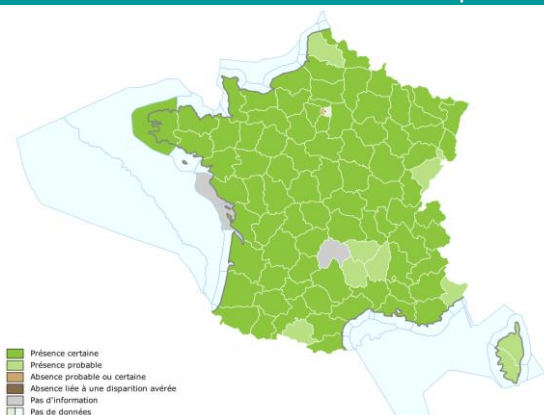 Présence certaine
Présence probable
Absence probable ou certaine
Absence liée à une disparition avérée
Pas d'information
Pas de données